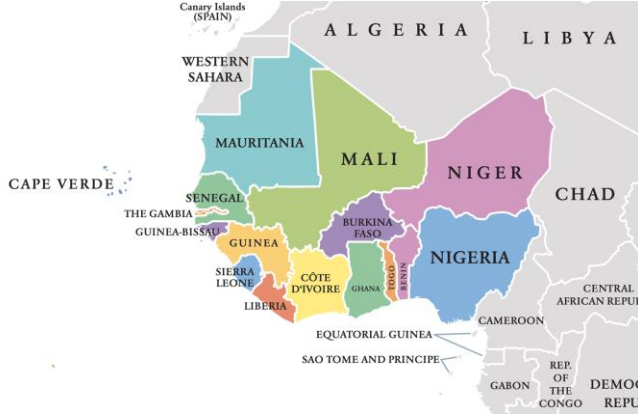 Canary Islands
(SPAIN)
ALGERIA
LIBYA
WESTERN
SAHARA
MAURITANIA
MALI
NIGER
CHAD
CAPE VERDE
SENEGAL
THE GAMBIA
GUINEA-BISSAU
GUINEA
BURKINA
FASO
NIGERIA
SIERRA
LEONE
CÔTE
D'IVOIRE
GHANA
TOGO
BENIN
LIBERIA
CENTRAL
AFRICAN REPU
CAMEROON
EQUATORIAL GUINEA
SAO TOME AND PRINCIPE
GABON
REP.
OF
THE
CONGO
DEMOC
REPU